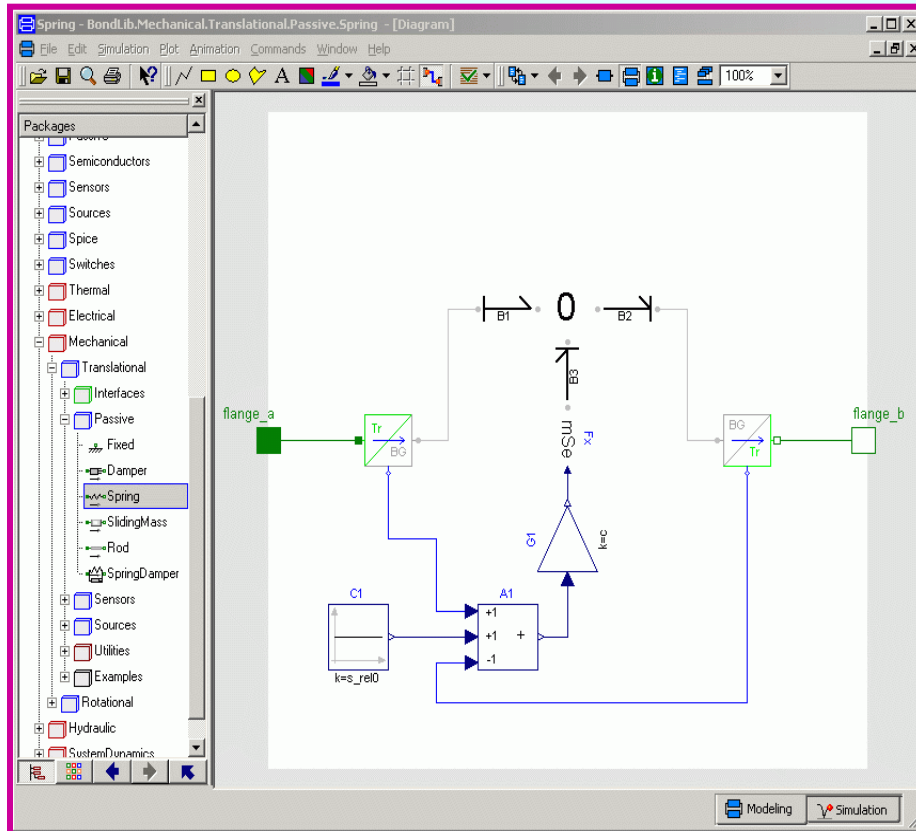 Spring - BondLib.Mechanical.Translational.Passive.Spring - [Diagram]
File Edit Simulation Plot Animation Commands Window Help
A
100%
Packages
Passive
Semiconductors
Sensors
Sources
Spice
Switches
Thermal
Electrical
Mechanical
Translational
Interfaces
Passive
Fixed
Damper
Spring
SlidingMass
Rod
SpringDamper
Sensors
Sources
Utilities
Examples
Rotational
Hydraulic
SystemDynamics
B1
0
B2
B3
flange_a
Tr
BG
mSe
Fx
BG
Tr
flange_b
G1
k=c
C1
k=s_rel0
A1
+1
+1
+
-1
Modeling
Simulation